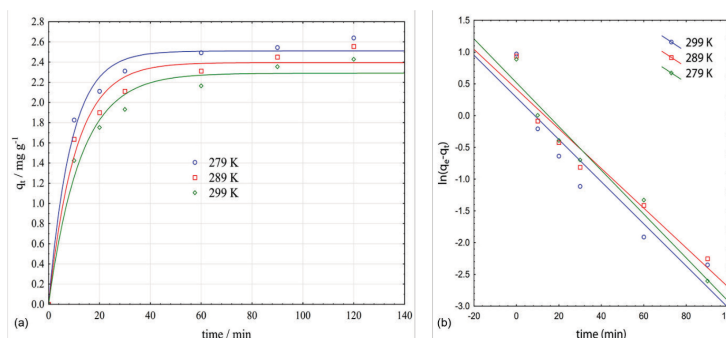 2.8
2.6
2.4
2.2
2.0
1.8
1.6
1.4
1.2
1.0
0.8
0.6
0.4
0.2
0.0
qt / mg g⁻¹
279 K
289 K
299 K
0 20 40 60 80 100 120 140
time / min
(a)
(b)
1.5
1.0
0.5
0.0
-0.5
-1.0
-1.5
-2.0
-2.5
-3.0
ln(qe-qt)
299 K
289 K
279 K
-20 0 20 40 60 80 100
time (min)